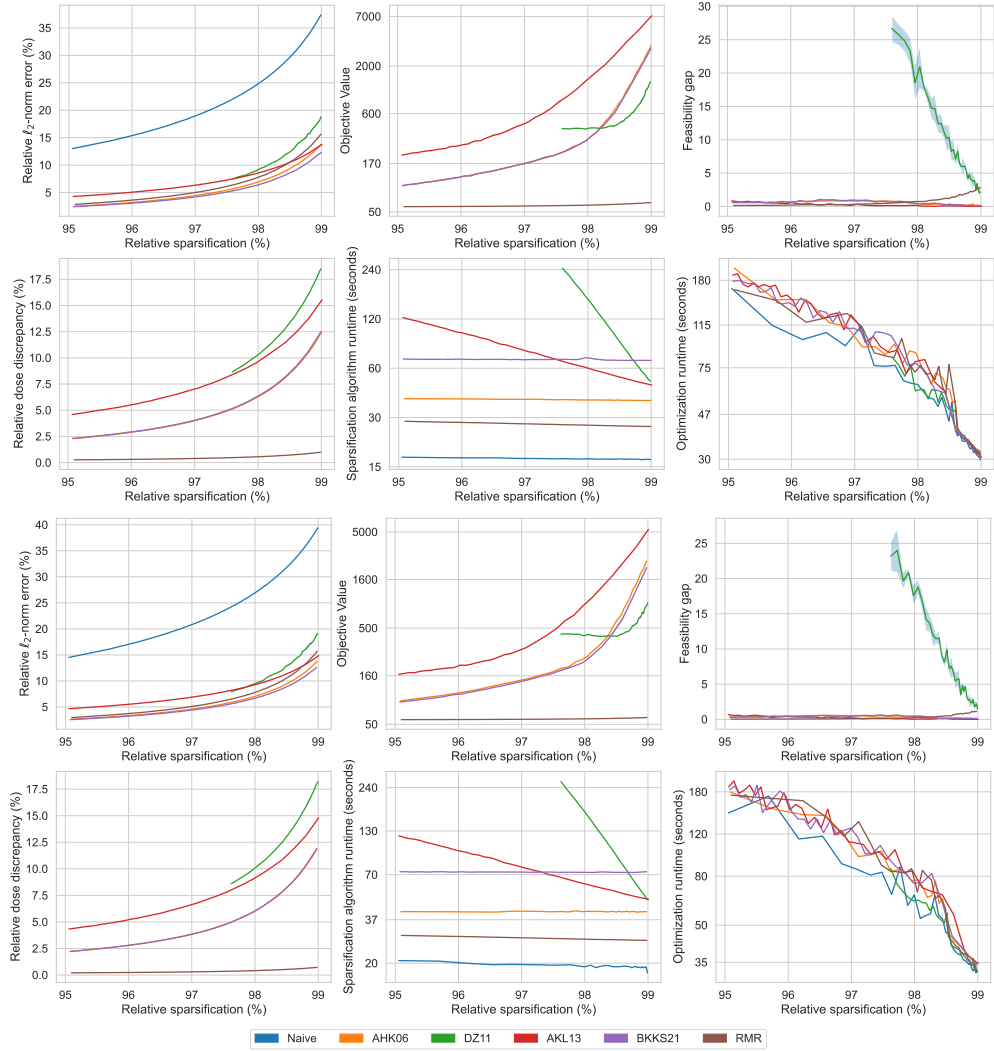 Relative ℓ2-norm error (%)
35
30
25
20
15
10
5
95 96 97 98 99
Relative sparsification (%)
Objective Value
7000
2000
600
170
50
95 96 97 98 99
Relative sparsification (%)
Feasibility gap
30
25
20
15
10
5
0
95 96 97 98 99
Relative sparsification (%)
Relative dose discrepancy (%)
17.5
15.0
12.5
10.0
7.5
5.0
2.5
0.0
95 96 97 98 99
Relative sparsification (%)
Sparsification algorithm runtime (seconds)
240
120
60
30
15
95 96 97 98 99
Relative sparsification (%)
Optimization runtime (seconds)
180
115
75
47
30
95 96 97 98 99
Relative sparsification (%)
Relative ℓ2-norm error (%)
40
35
30
25
20
15
10
5
95 96 97 98 99
Relative sparsification (%)
Objective Value
5000
1600
500
160
50
95 96 97 98 99
Relative sparsification (%)
Feasibility gap
25
20
15
10
5
0
95 96 97 98 99
Relative sparsification (%)
Relative dose discrepancy (%)
17.5
15.0
12.5
10.0
7.5
5.0
2.5
0.0
95 96 97 98 99
Relative sparsification (%)
Sparsification algorithm runtime (seconds)
240
130
70
37
20
95 96 97 98 99
Relative sparsification (%)
Optimization runtime (seconds)
180
120
80
50
35
95 96 97 98 99
Relative sparsification (%)
Naive AHK06 DZ11 AKL13 BKKS21 RMR